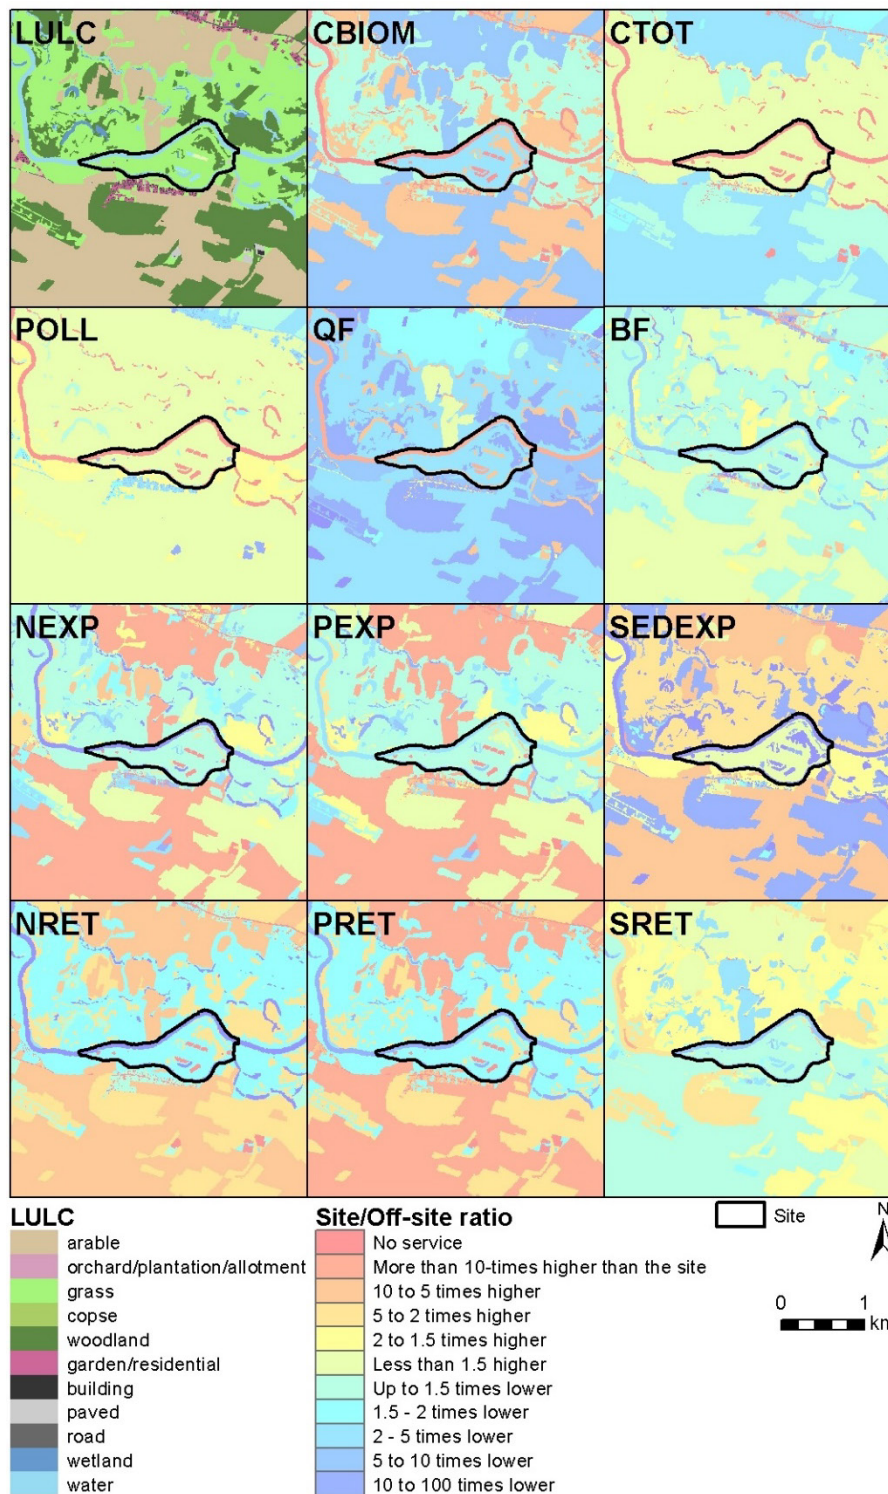 LULC CBIOM CTOT
POLL QF BF
NEXP PEXP SEDEXP
NRET PRET SRET
LULC
arable
orchard/plantation/allotment
grass
copse
woodland
garden/residential
building
paved
road
wetland
water
Site/Off-site ratio
No service
More than 10-times higher than the site
10 to 5 times higher
5 to 2 times higher
2 to 1.5 times higher
Less than 1.5 higher
Up to 1.5 times lower
1.5 - 2 times lower
2 - 5 times lower
5 to 10 times lower
10 to 100 times lower
Site
N
0 1
km